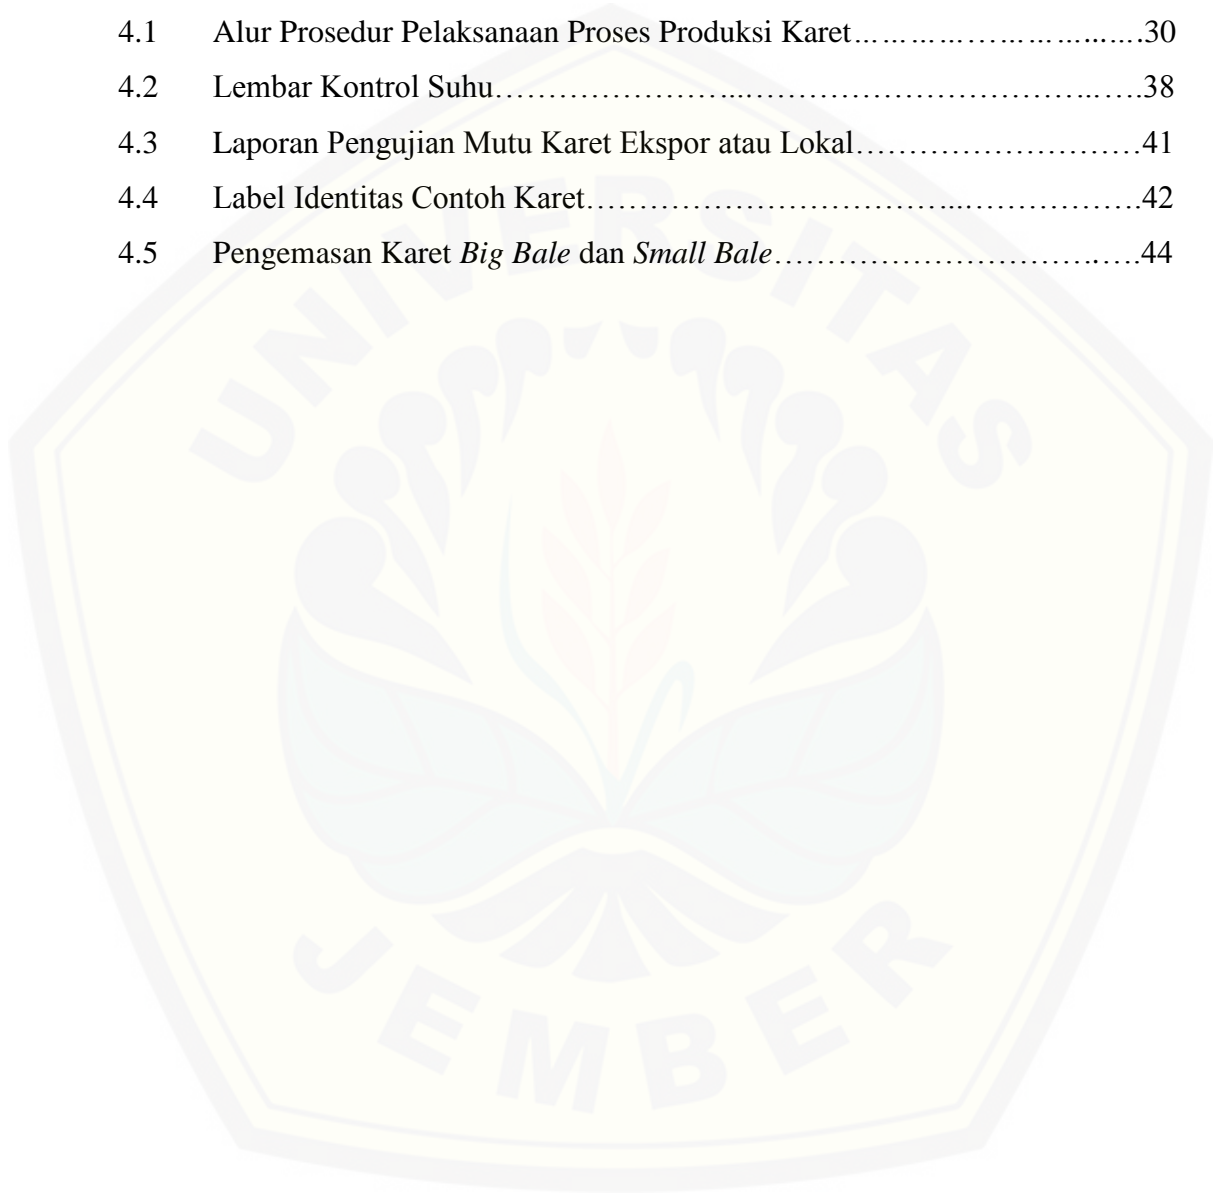 4.1 Alur Prosedur Pelaksanaan Proses Produksi Karet……………...………...….30
4.2 Lembar Kontrol Suhu……………………...……………………………….…..38
4.3 Laporan Pengujian Mutu Karet Ekspor atau Lokal………………………41
4.4 Label Identitas Contoh Karet……………………………...………………42
4.5 Pengemasan Karet Big Bale dan Small Bale……………………………….….44
UNIVERSITAS
JEMBER